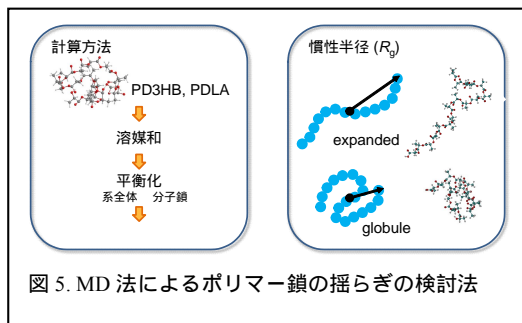 計算方法
PD3HB, PDLA
溶媒和
平衡化
系全体 分子鎖
慣性半径 (Rg)
expanded
globule
図 5. MD 法によるポリマー鎖の揺らぎの検討法